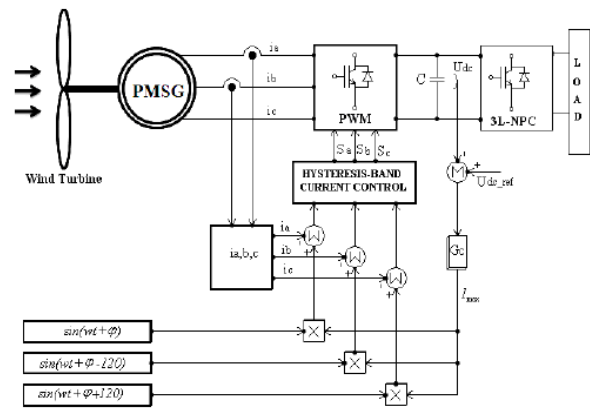 ia
ib
ic
PMSG
Wind Turbine
PWM
C
Udc
3L-NPC
LOAD
Sa Sb Sc
HYSTERESIS-BAND
CURRENT CONTROL
Udc_ref
Gc
Imax
ia,b,c
ia
ib
ic
sin(wt+φ)
sin(wt+φ-120)
sin(wt+φ+120)
Σ
Σ
Σ
Σ
X
X
X
+
-
+
-
+
-
+
-